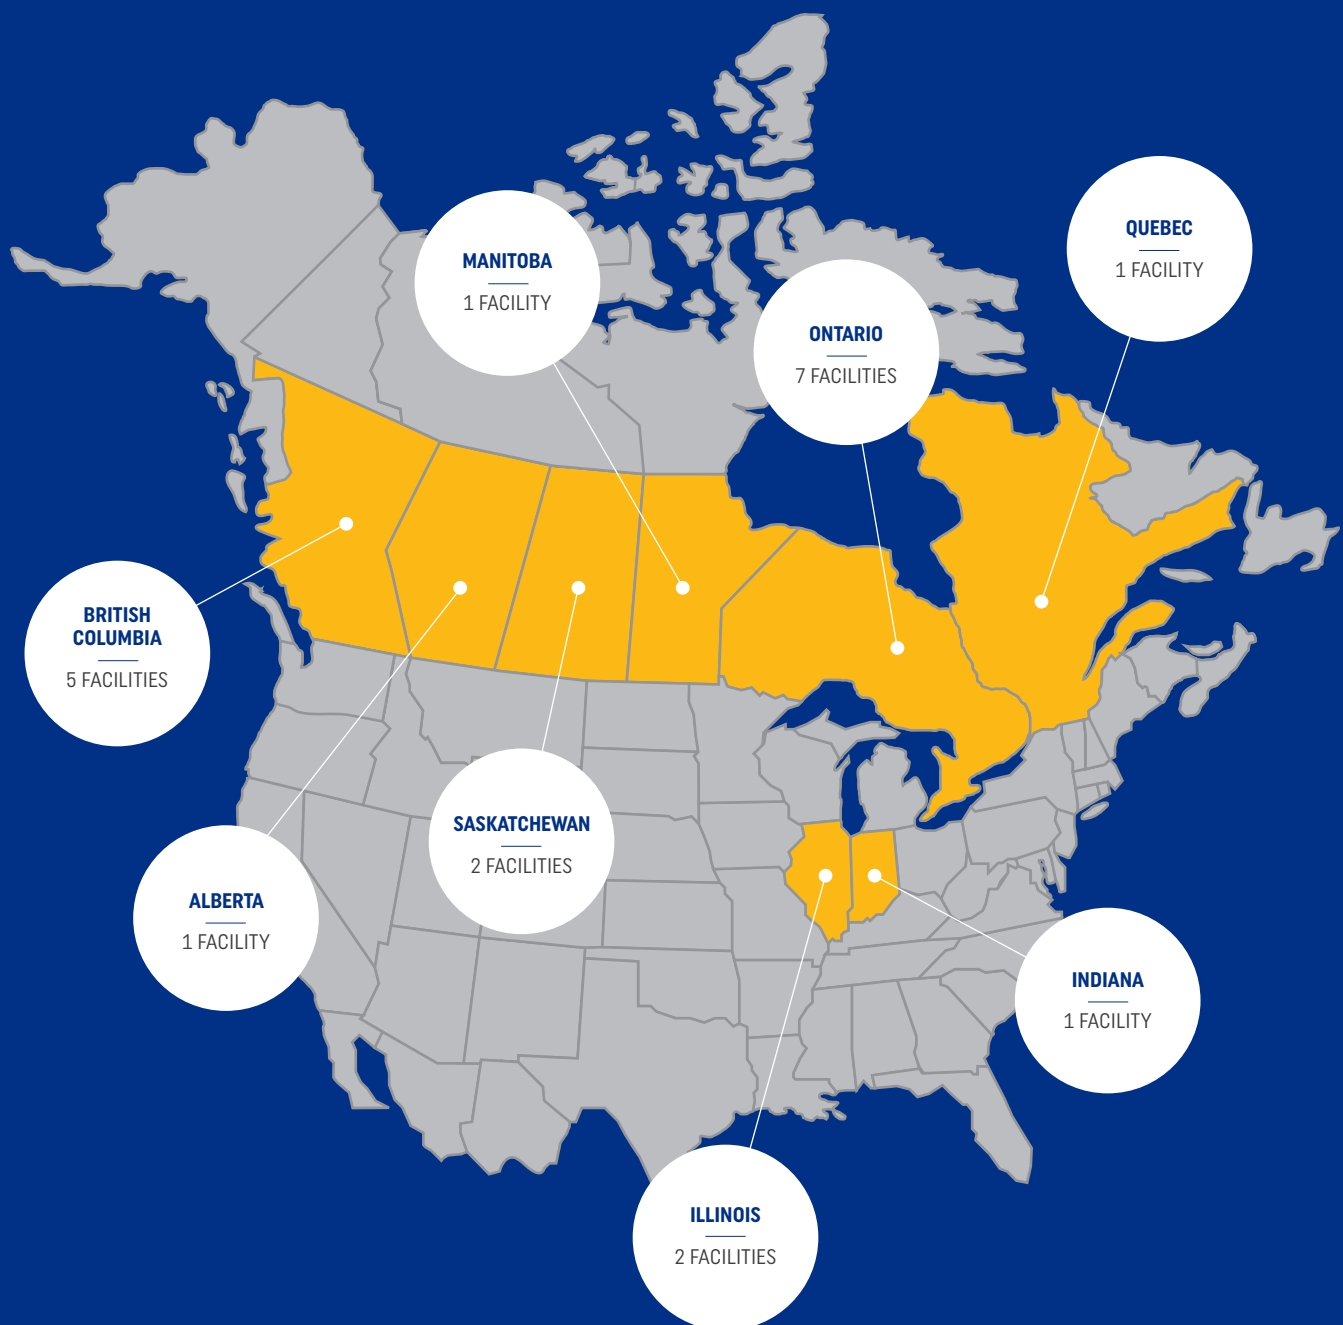 QUEBEC
1 FACILITY
MANITOBA
1 FACILITY
ONTARIO
7 FACILITIES
BRITISH
COLUMBIA
5 FACILITIES
SASKATCHEWAN
2 FACILITIES
ALBERTA
1 FACILITY
INDIANA
1 FACILITY
ILLINOIS
2 FACILITIES